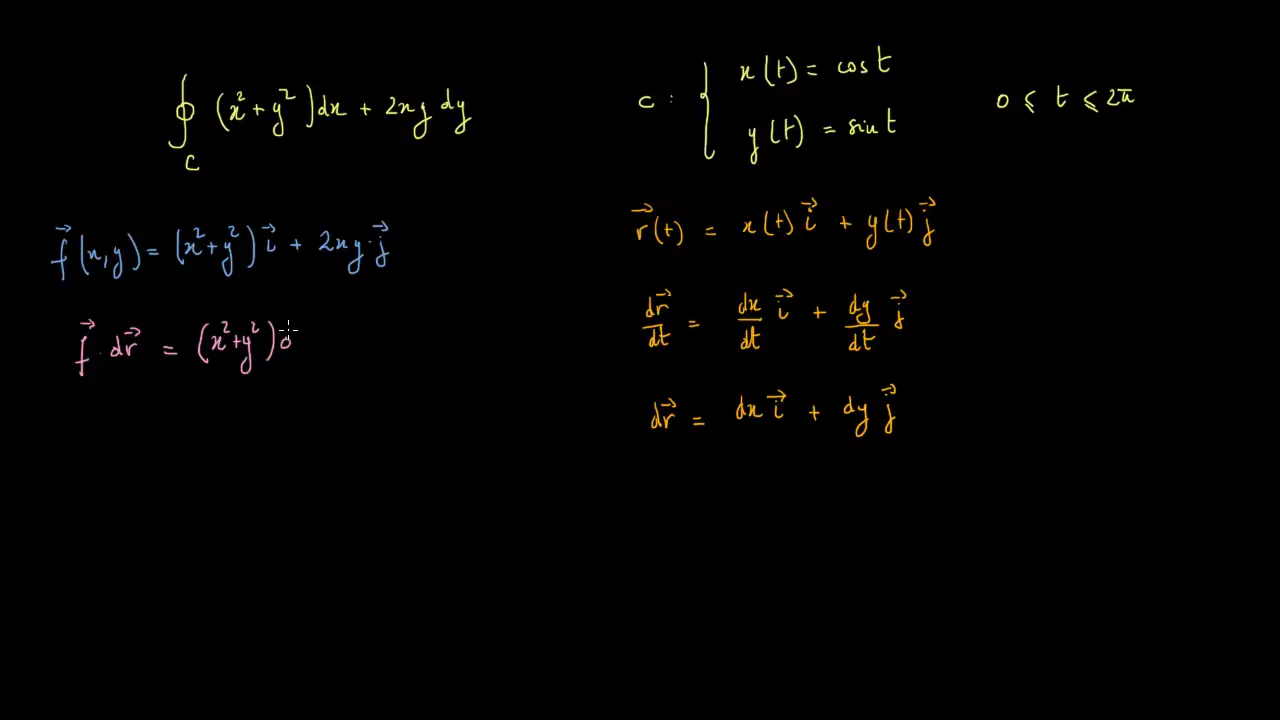 ∮_C (x² + y²)dx + 2xy dy
C : { x(t) = cos t
y(t) = sin t
0 ⩽ t ⩽ 2π
f⃗(x,y) = (x²+y²) i⃗ + 2xy · j⃗
f⃗ · dr⃗ = (x²+y²) d
r⃗(t) = x(t) i⃗ + y(t) j⃗
dr⃗/dt = dx/dt i⃗ + dy/dt j⃗
dr⃗ = dx i⃗ + dy j⃗